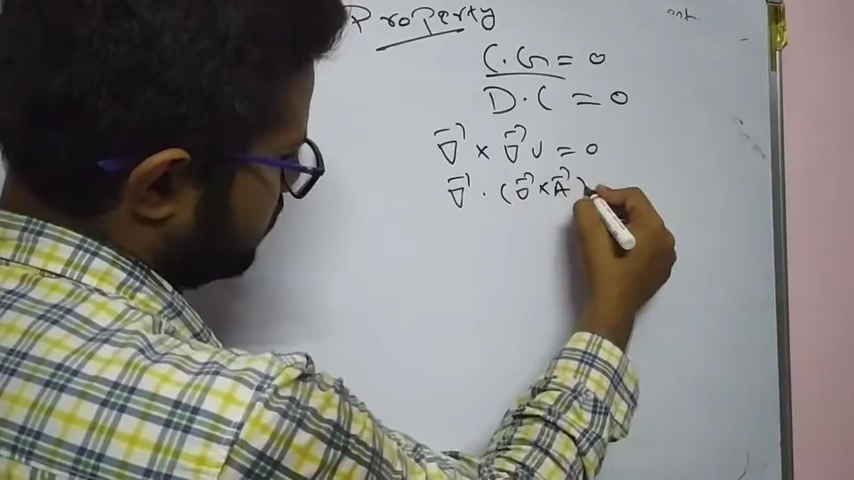 Property
C.G = 0
D.C = 0
∇⃗ × ∇⃗ V = 0
∇⃗ . (∇⃗ × A⃗)